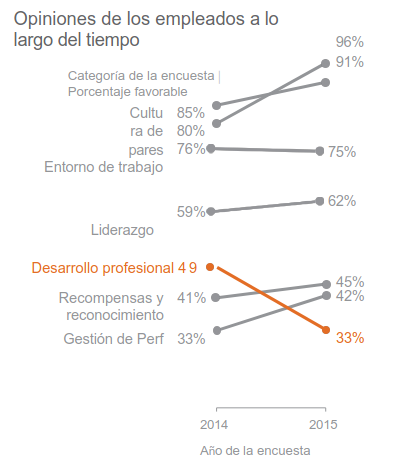 Opiniones de los empleados a lo
largo del tiempo
96%
91%
Categoría de la encuesta |
Porcentaje favorable
Cultu 85%
ra de 80%
pares 76% 75%
Entorno de trabajo
59% 62%
Liderazgo
Desarrollo profesional 4 9
45%
Recompensas y 41% 42%
reconocimiento
Gestión de Perf 33% 33%
2014 2015
Año de la encuesta